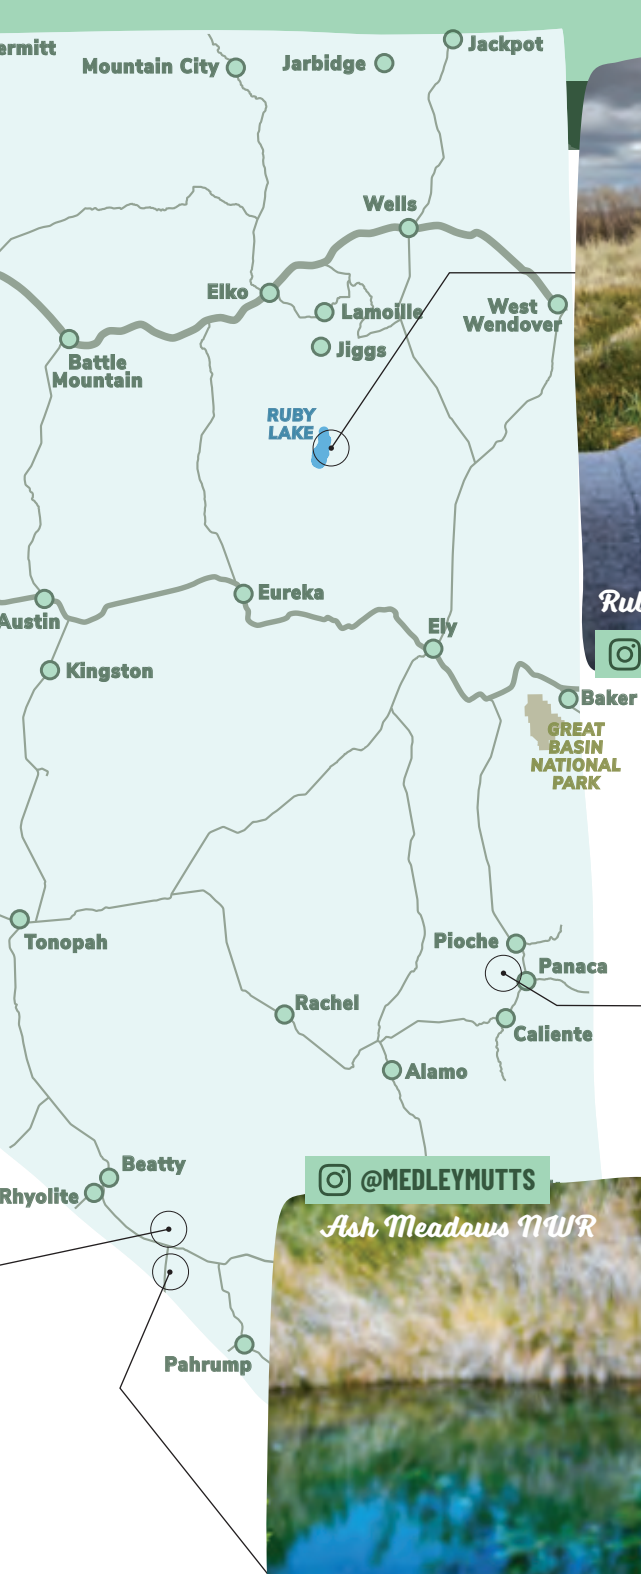 ermitt
Mountain City
Jarbidge
Jackpot
Wells
Elko
Lamoille
West
Wendover
Jiggs
Battle
Mountain
RUBY
LAKE
Eureka
Austin
Ely
Kingston
Baker
GREAT
BASIN
NATIONAL
PARK
Tonopah
Pioche
Panaca
Rachel
Caliente
Alamo
Beatty
Rhyolite
@MEDLEYMUTTS
Ash Meadows NWR
Pahrump